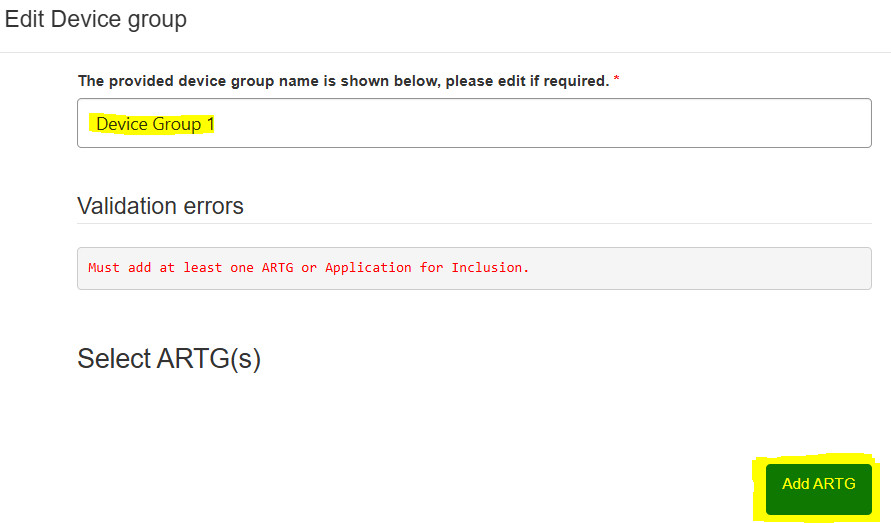 Edit Device group
The provided device group name is shown below, please edit if required. *
Device Group 1
Validation errors
Must add at least one ARTG or Application for Inclusion.
Select ARTG(s)
Add ARTG